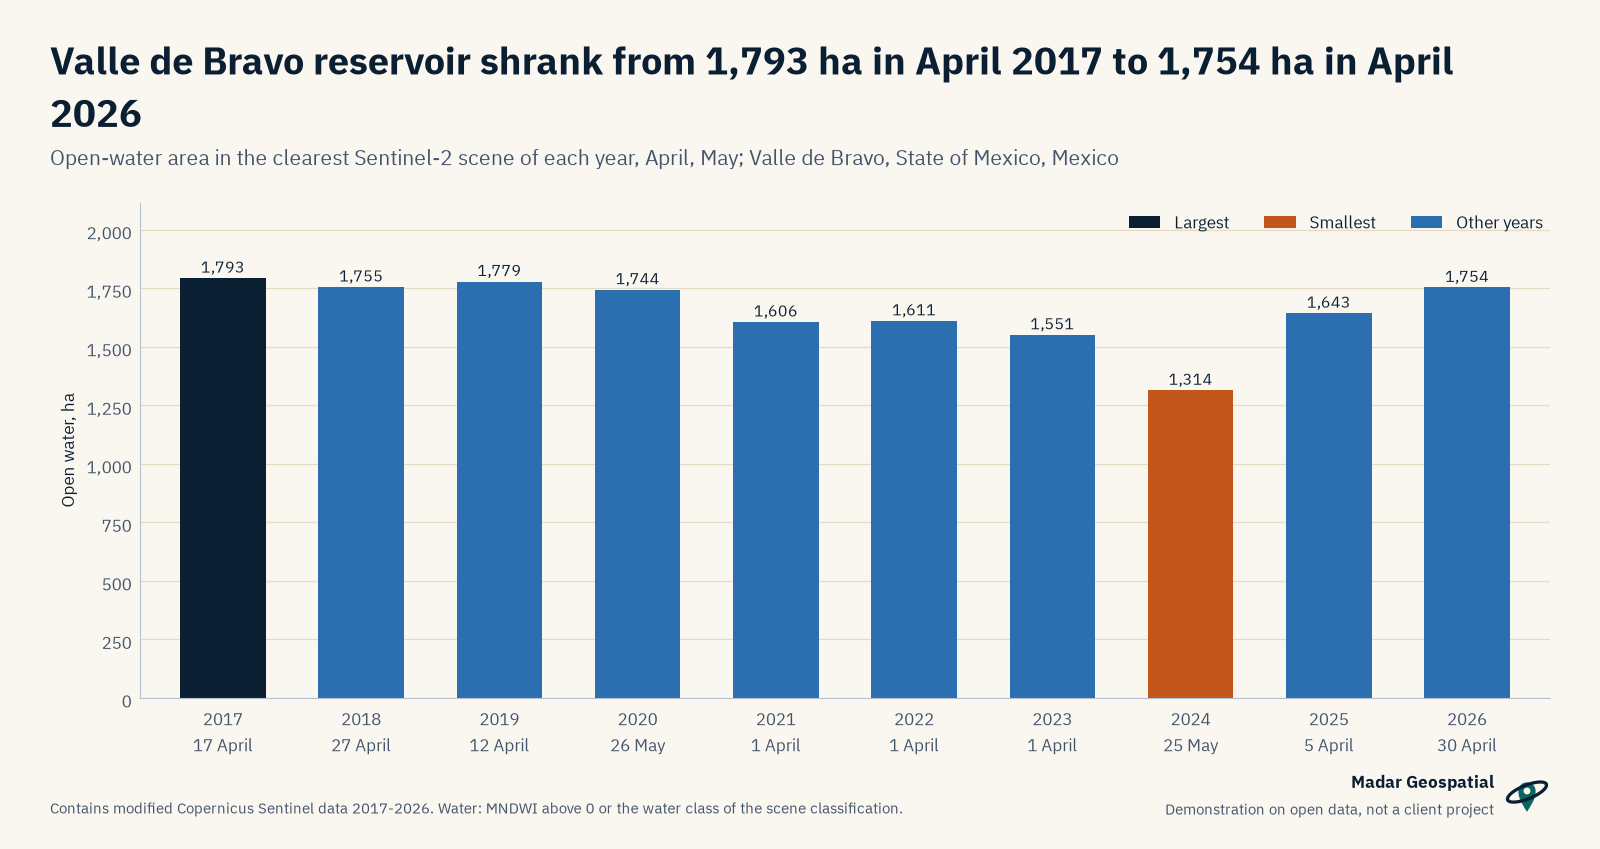 Valle de Bravo reservoir shrank from 1,793 ha in April 2017 to 1,754 ha in April
2026
Open-water area in the clearest Sentinel-2 scene of each year, April, May; Valle de Bravo, State of Mexico, Mexico
Largest
Smallest
Other years
Open water, ha
2,000
1,750
1,500
1,250
1,000
750
500
250
0
1,793
1,755
1,779
1,744
1,606
1,611
1,551
1,314
1,643
1,754
2017
17 April
2018
27 April
2019
12 April
2020
26 May
2021
1 April
2022
1 April
2023
1 April
2024
25 May
2025
5 April
2026
30 April
Contains modified Copernicus Sentinel data 2017-2026. Water: MNDWI above 0 or the water class of the scene classification.
Madar Geospatial
Demonstration on open data, not a client project